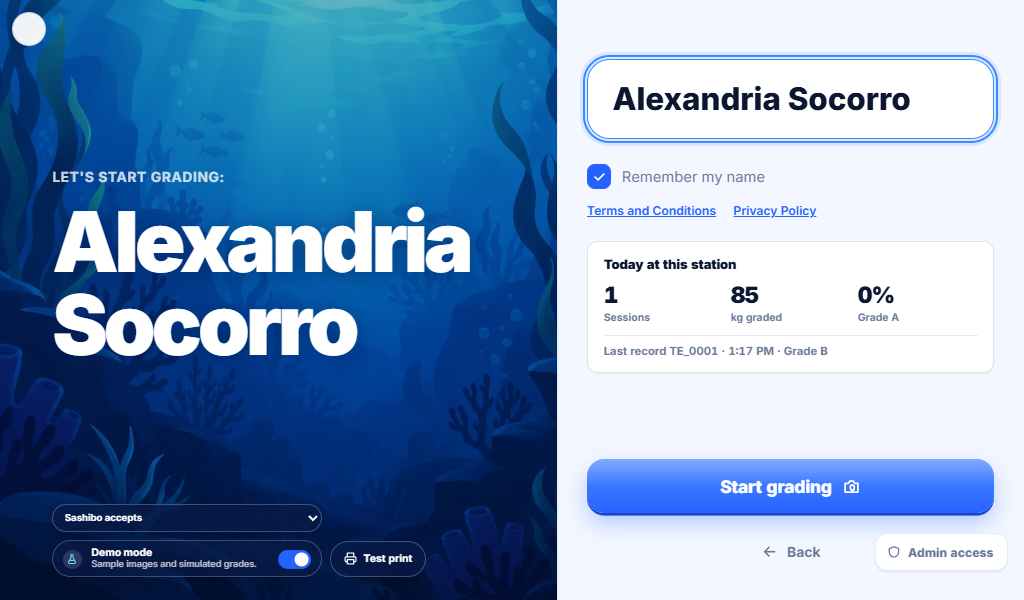 LET'S START GRADING:
Alexandria
Socorro
Sashibo accepts
Demo mode
Sample images and simulated grades.
Test print
Alexandria Socorro
Remember my name
Terms and Conditions Privacy Policy
Today at this station
1 85 0%
Sessions kg graded Grade A
Last record TE_0001 · 1:17 PM · Grade B
Start grading
Back
Admin access